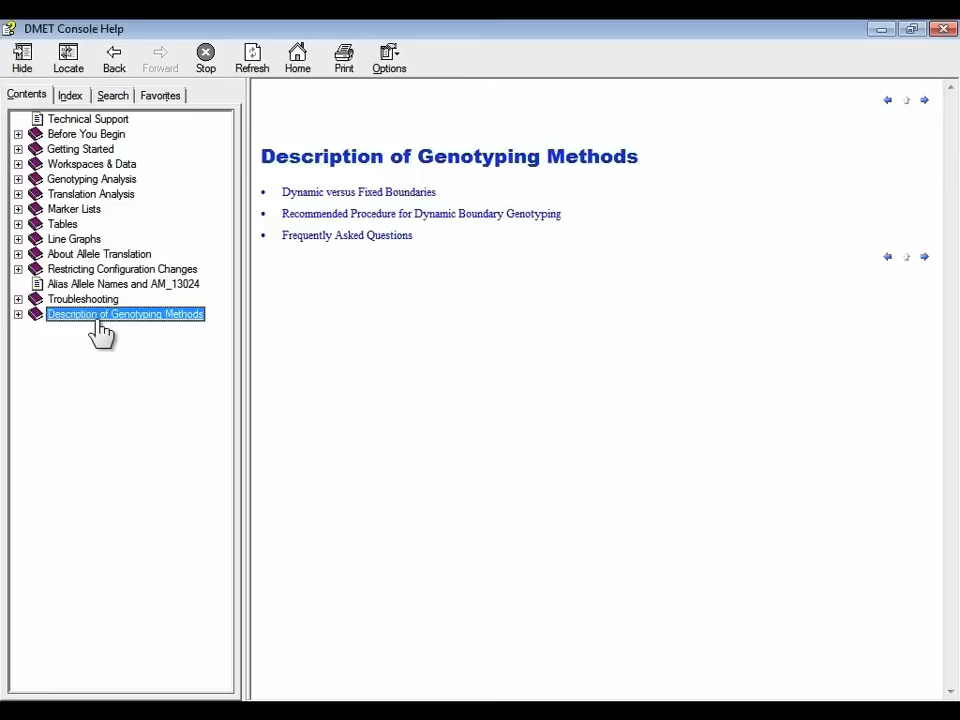 DMET Console Help
Hide Locate Back Forward Stop Refresh Home Print Options
Contents Index Search Favorites
Technical Support
Before You Begin
Getting Started
Workspaces & Data
Genotyping Analysis
Translation Analysis
Marker Lists
Tables
Line Graphs
About Allele Translation
Restricting Configuration Changes
Alias Allele Names and AM_13024
Troubleshooting
Description of Genotyping Methods
Description of Genotyping Methods
• Dynamic versus Fixed Boundaries
• Recommended Procedure for Dynamic Boundary Genotyping
• Frequently Asked Questions